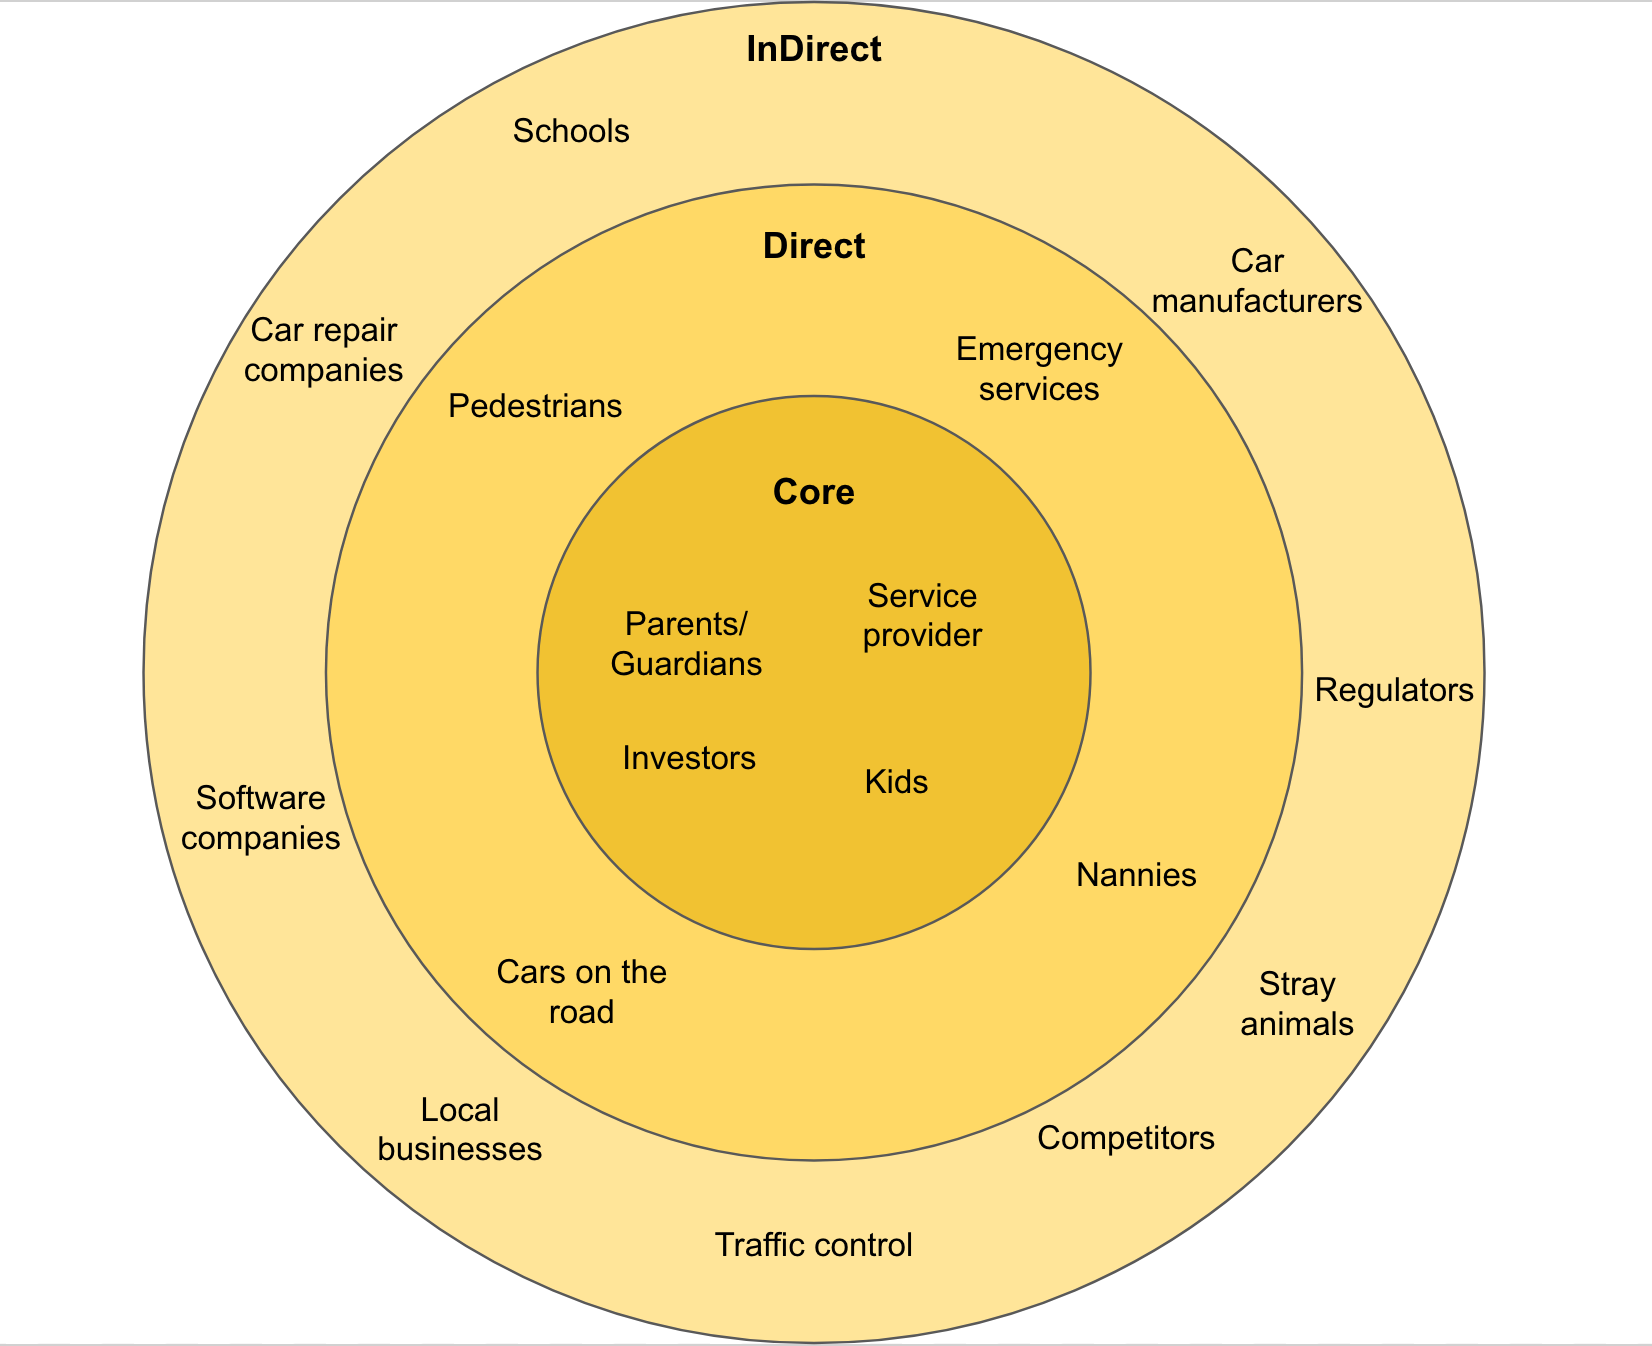 InDirect
Schools
Car
manufacturers
Car repair
companies
Direct
Emergency
services
Pedestrians
Core
Service
provider
Parents/
Guardians
Investors
Kids
Regulators
Software
companies
Nannies
Cars on the
road
Stray
animals
Local
businesses
Competitors
Traffic control